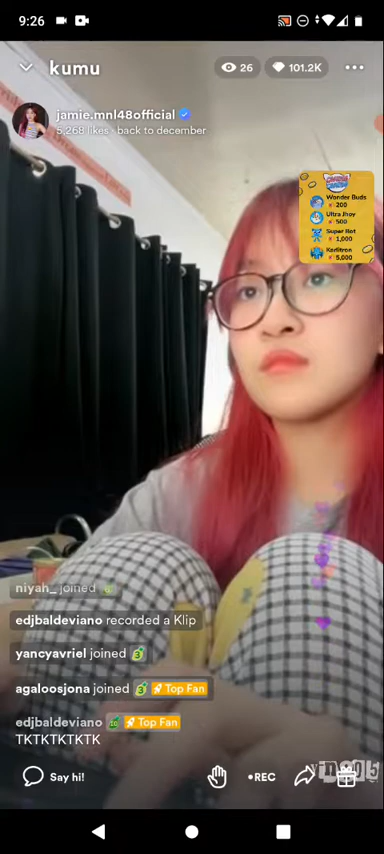 9:26
kumu
26
101.2K
jamie.mnl48official
5,268 likes · back to december
Wonder Buds
200
Ultra Jhoy
500
Super Bot
1,000
Kerlitron
5,000
niyah_ joined
edjbaldeviano recorded a Klip
yancyavriel joined
agaloosjona joined Top Fan
edjbaldeviano Top Fan
TKTKTKTKTK
Say hi!
•REC